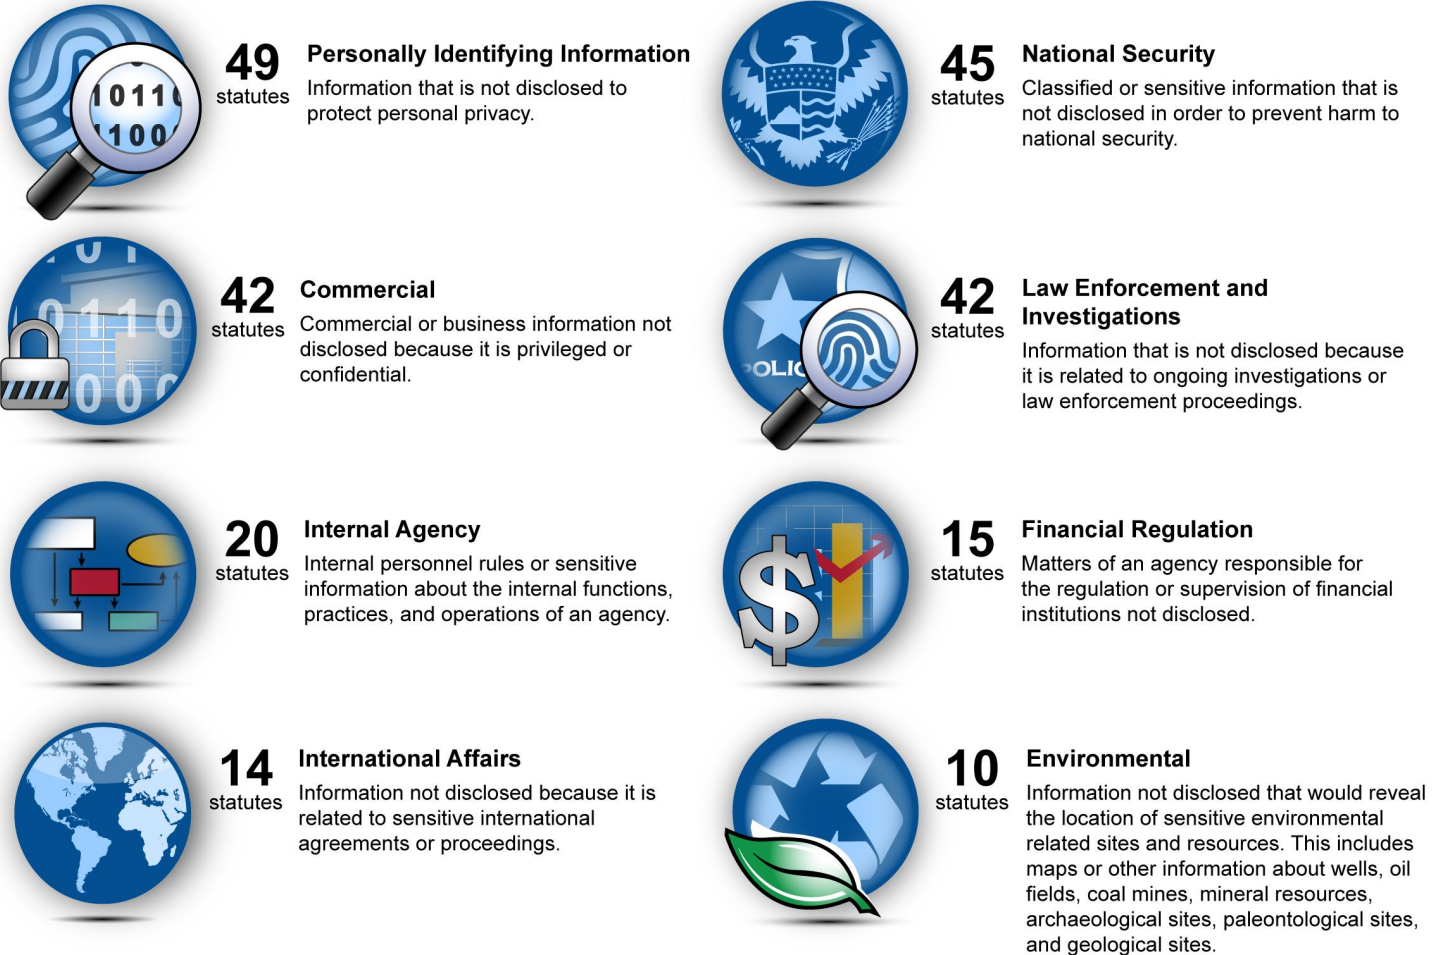 49
statutes
Personally Identifying Information
Information that is not disclosed to
protect personal privacy.
10110
1100
45
statutes
National Security
Classified or sensitive information that is
not disclosed in order to prevent harm to
national security.
42
statutes
Commercial
Commercial or business information not
disclosed because it is privileged or
confidential.
101
0110
000
42
statutes
Law Enforcement and
Investigations
Information that is not disclosed because
it is related to ongoing investigations or
law enforcement proceedings.
POLIC
20
statutes
Internal Agency
Internal personnel rules or sensitive
information about the internal functions,
practices, and operations of an agency.
15
statutes
Financial Regulation
Matters of an agency responsible for
the regulation or supervision of financial
institutions not disclosed.
$
14
statutes
International Affairs
Information not disclosed because it is
related to sensitive international
agreements or proceedings.
10
statutes
Environmental
Information not disclosed that would reveal
the location of sensitive environmental
related sites and resources. This includes
maps or other information about wells, oil
fields, coal mines, mineral resources,
archaeological sites, paleontological sites,
and geological sites.